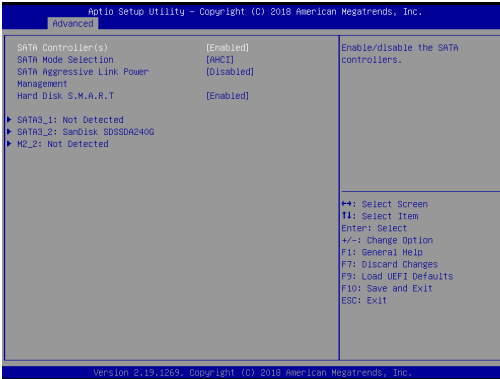 Aptio Setup Utility - Copyright (C) 2018 American Megatrends, Inc.
Advanced
SATA Controller(s) [Enabled]
SATA Mode Selection [AHCI]
SATA Aggressive Link Power [Disabled]
Management
Hard Disk S.M.A.R.T [Enabled]
SATA3_1: Not Detected
SATA3_2: SanDisk SDSSDA240G
M2_2: Not Detected
Enable/disable the SATA
controllers.
↔: Select Screen
↑↓: Select Item
Enter: Select
+/-: Change Option
F1: General Help
F7: Discard Changes
F9: Load UEFI Defaults
F10: Save and Exit
ESC: Exit
Version 2.19.1269. Copyright (C) 2018 American Megatrends, Inc.